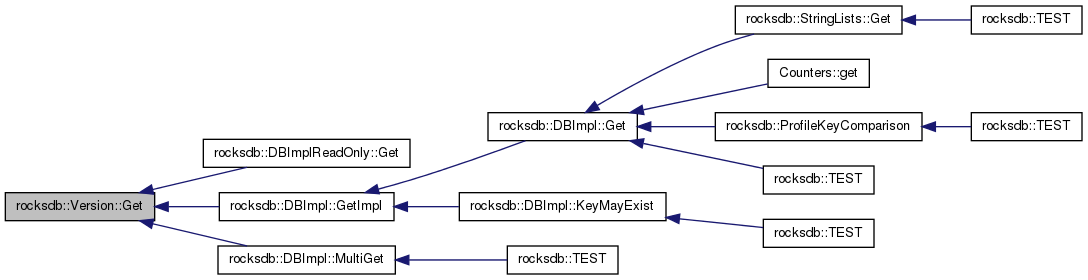 rocksdb::StringLists::Get
rocksdb::TEST
Counters::get
rocksdb::DBImpl::Get
rocksdb::ProfileKeyComparison
rocksdb::TEST
rocksdb::DBImplReadOnly::Get
rocksdb::TEST
rocksdb::Version::Get
rocksdb::DBImpl::GetImpl
rocksdb::DBImpl::KeyMayExist
rocksdb::TEST
rocksdb::DBImpl::MultiGet
rocksdb::TEST